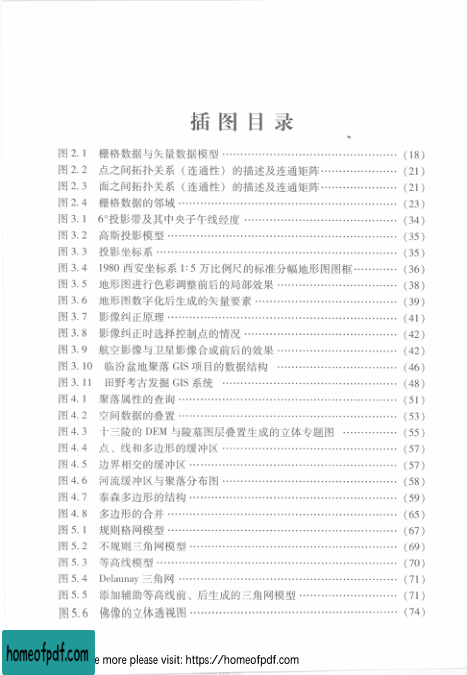 插图目录
图 2.1 栅格数据与矢量数据模型 ……………………………… (18)
图 2.2 点之间拓扑关系（连通性）的描述及连通矩阵 ……………… (21)
图 2.3 面之间拓扑关系（连通性）的描述及连通矩阵 ……………… (21)
图 2.4 栅格数据的邻域 ……………………………… (23)
图 3.1 6°投影带及其中央子午线经度 ……………………………… (34)
图 3.2 高斯投影模型 ……………………………… (35)
图 3.3 投影坐标系 ……………………………… (35)
图 3.4 1980 西安坐标系 1:5 万比例尺的标准分幅地形图图框 ………… (36)
图 3.5 地形图进行色彩调整前后的局部效果 ……………………… (38)
图 3.6 地形图数字化后生成的矢量要素 ……………………… (39)
图 3.7 影像纠正原理 ……………………………… (41)
图 3.8 影像纠正时选择控制点的情况 ……………………… (42)
图 3.9 航空影像与卫星影像合成前后的效果 ……………………… (42)
图 3.10 临汾盆地聚落 GIS 项目的数据结构 ……………………… (46)
图 3.11 田野考古发掘 GIS 系统 ……………………… (48)
图 4.1 聚落属性的查询 ……………………………… (51)
图 4.2 空间数据的叠置 ……………………………… (53)
图 4.3 十三陵的 DEM 与陵墓图层叠置生成的立体专题图 ………… (55)
图 4.4 点、线和多边形的缓冲区 ……………………… (57)
图 4.5 边界相交的缓冲区 ……………………………… (57)
图 4.6 河流缓冲区与聚落分布图 ……………………… (58)
图 4.7 泰森多边形的结构 ……………………………… (59)
图 4.8 多边形的合并 ……………………………… (65)
图 5.1 规则格网模型 ……………………………… (67)
图 5.2 不规则三角网模型 ……………………………… (69)
图 5.3 等高线模型 ……………………………… (70)
图 5.4 Delaunay 三角网 ……………………………… (71)
图 5.5 添加辅助等高线前、后生成的三角网模型 ……………… (71)
图 5.6 佛像的立体透视图 ……………………………… (74)
homeofpdf.com
e more please visit: https://homeofpdf.com